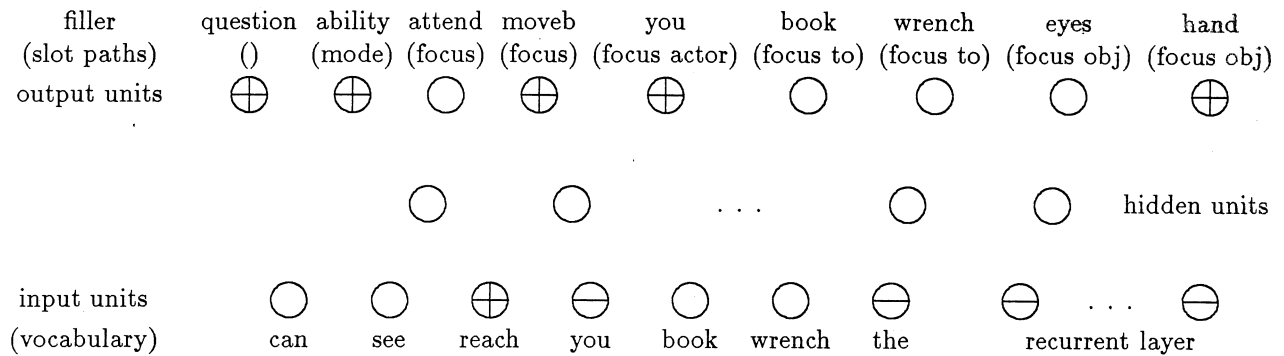 filler question ability attend moveb you book wrench eyes hand
(slot paths) () (mode) (focus) (focus) (focus actor) (focus to) (focus to) (focus obj) (focus obj)
output units
. . . hidden units
input units . . .
(vocabulary) can see reach you book wrench the recurrent layer